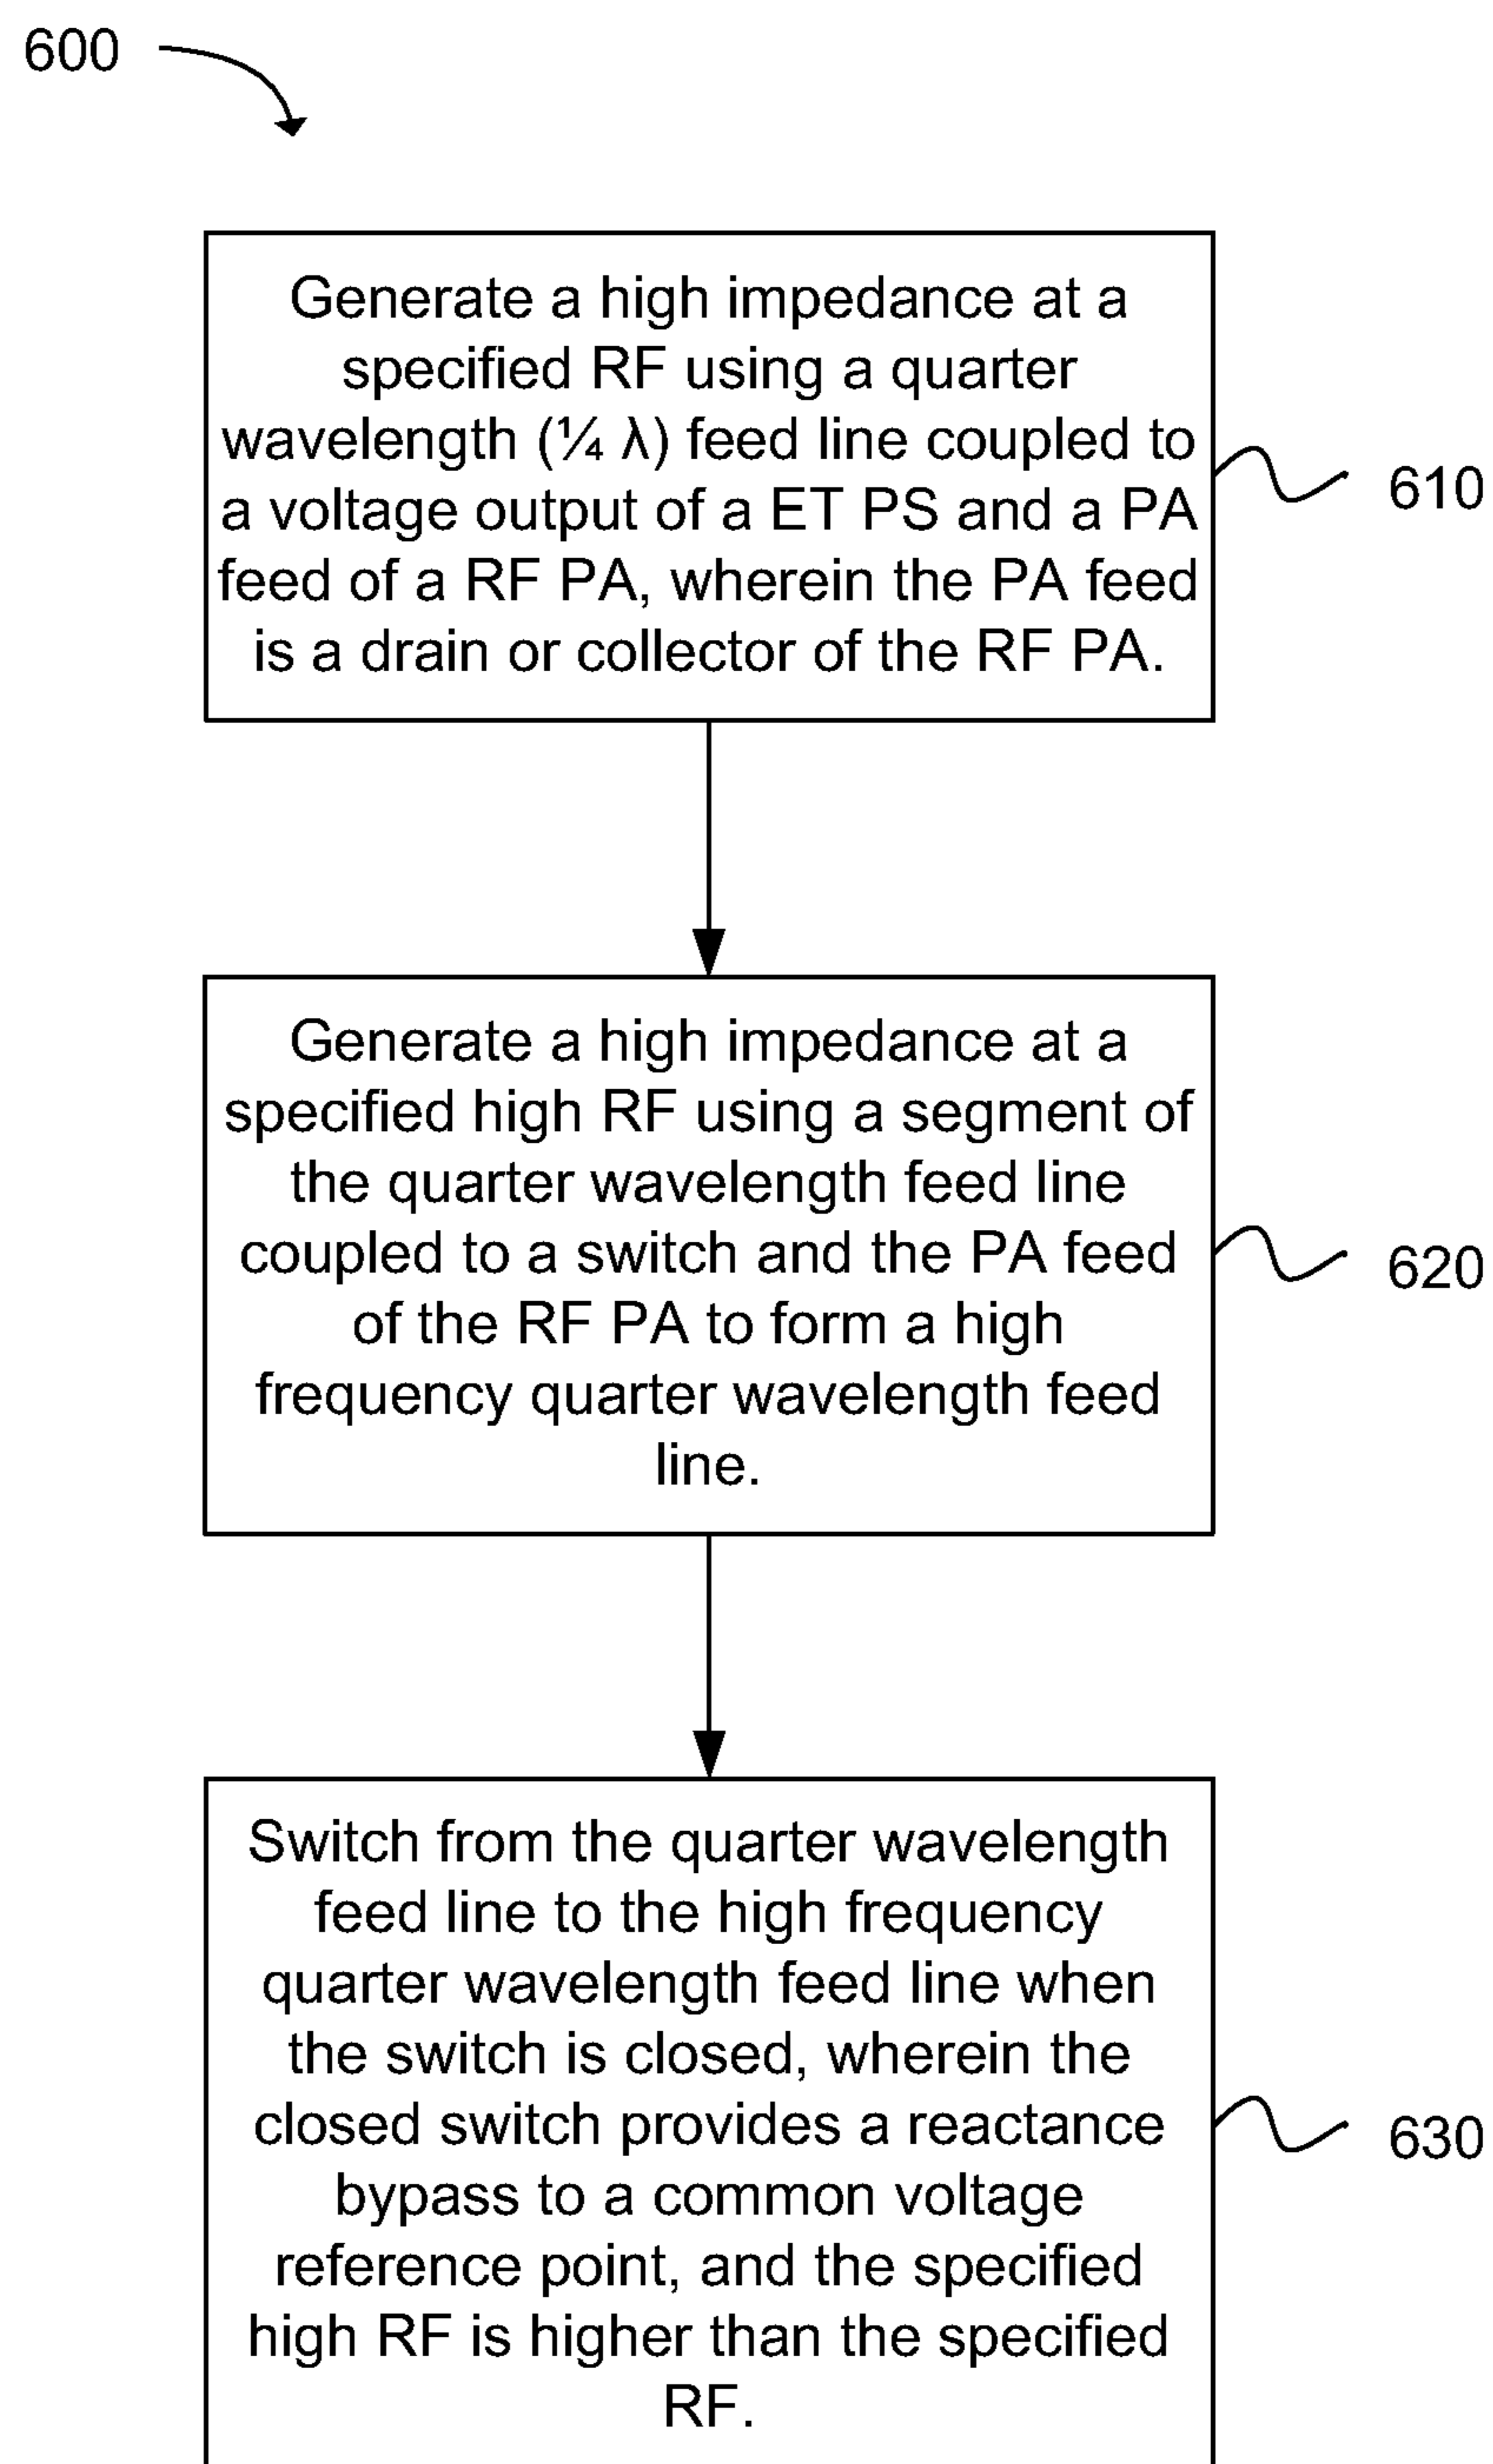 600
Generate a high impedance at a
specified RF using a quarter
wavelength (¼ λ) feed line coupled to
a voltage output of a ET PS and a PA
feed of a RF PA, wherein the PA feed
is a drain or collector of the RF PA.
610
Generate a high impedance at a
specified high RF using a segment of
the quarter wavelength feed line
coupled to a switch and the PA feed
of the RF PA to form a high
frequency quarter wavelength feed
line.
620
Switch from the quarter wavelength
feed line to the high frequency
quarter wavelength feed line when
the switch is closed, wherein the
closed switch provides a reactance
bypass to a common voltage
reference point, and the specified
high RF is higher than the specified
RF.
630